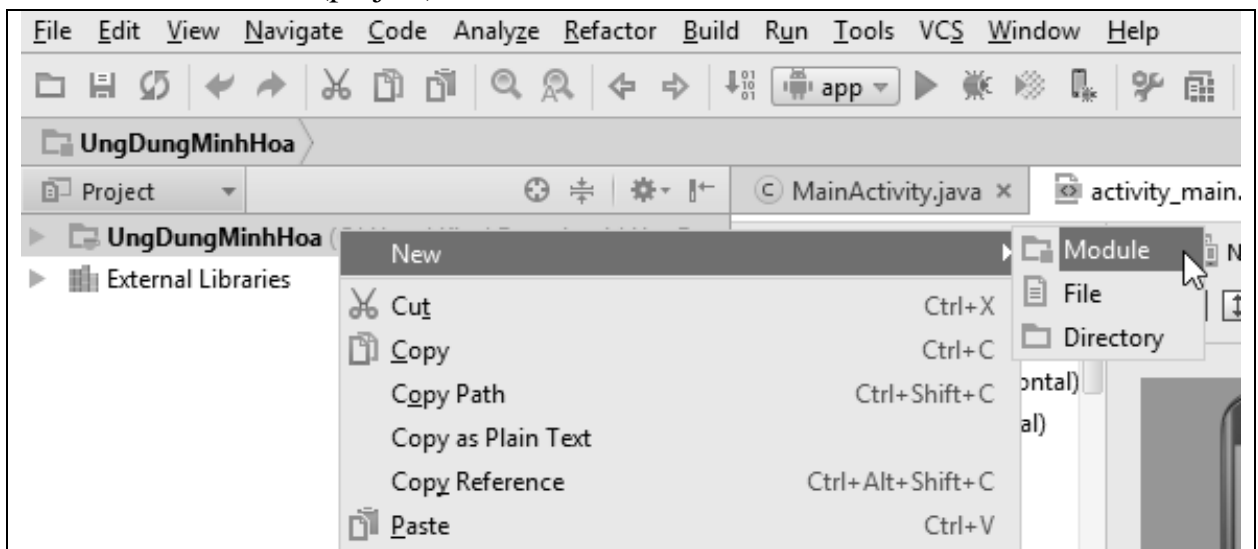 File Edit View Navigate Code Analyze Refactor Build Run Tools VCS Window Help
app
UngDungMinhHoa
Project MainActivity.java activity_main.
UngDungMinhHoa (
New Module N
External Libraries File
Cut Ctrl+X
Directory
Copy Ctrl+C
ontal)
Copy Path Ctrl+Shift+C
al)
Copy as Plain Text
Copy Reference Ctrl+Alt+Shift+C
Paste Ctrl+V